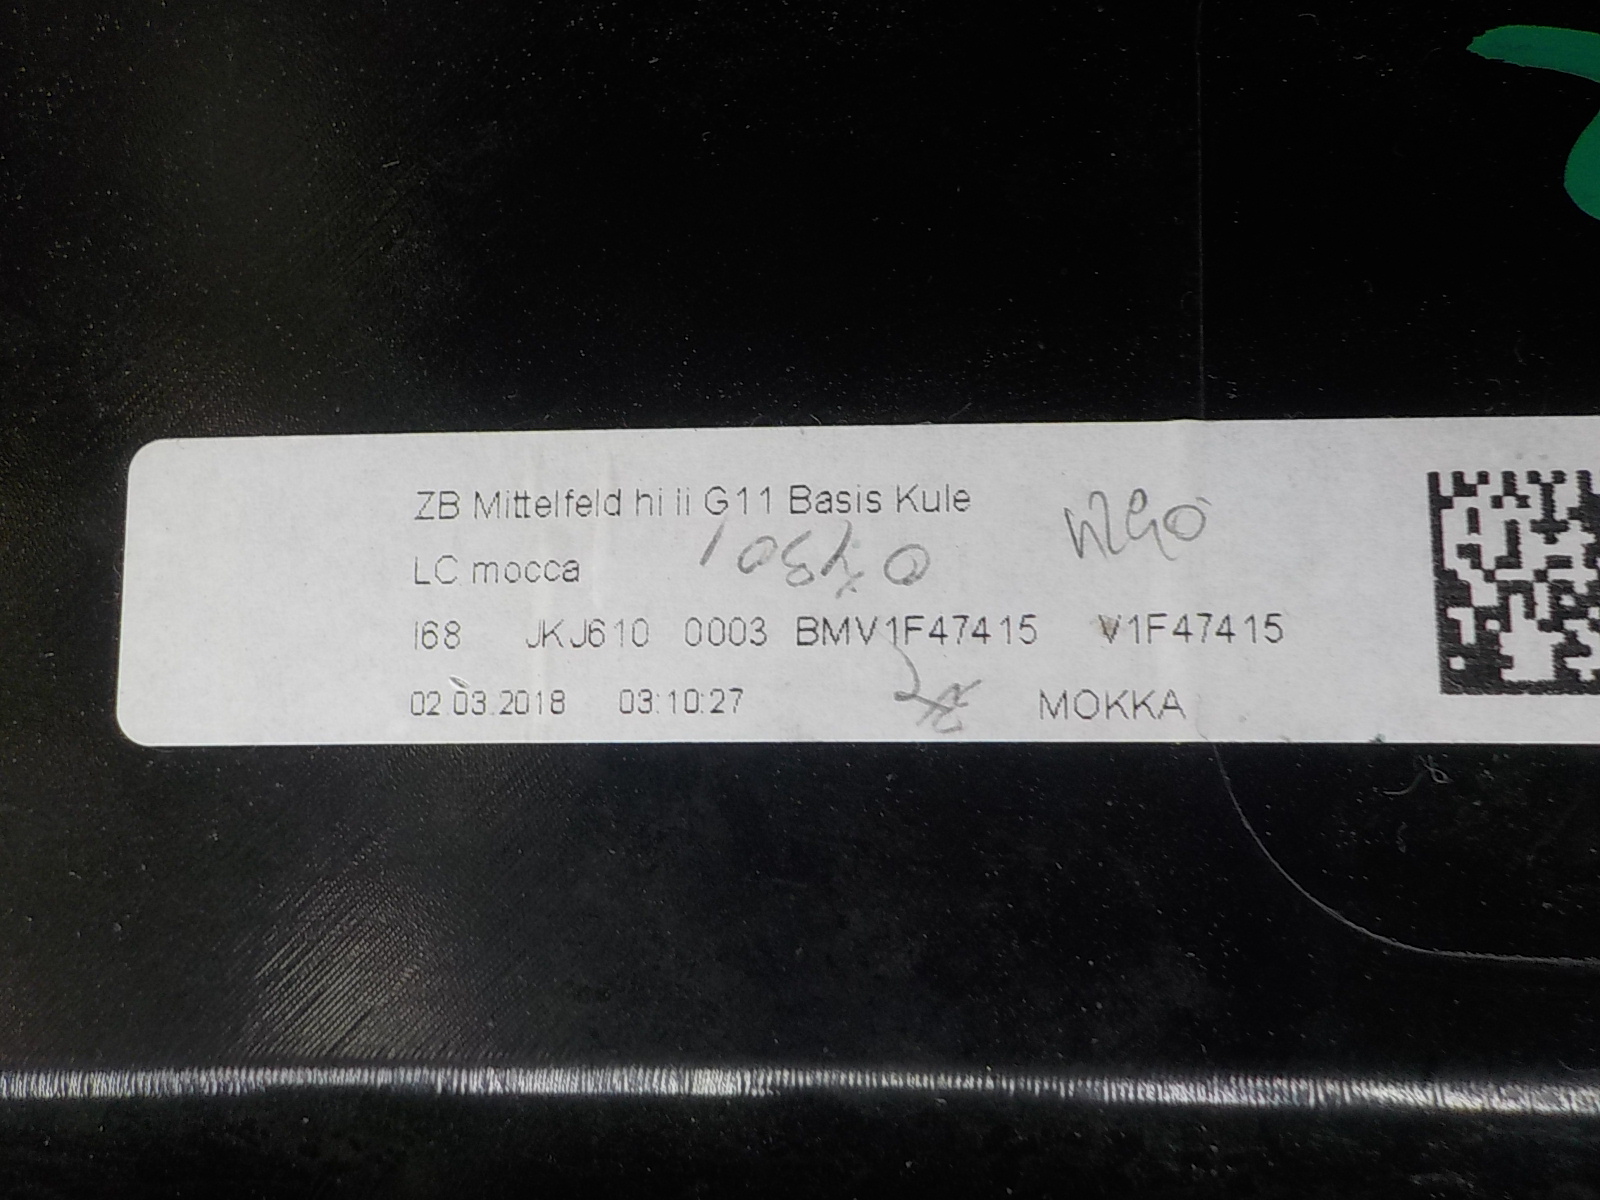 ZB Mittelfeld hi li G11 Basis Kule
LC mocca
I68 JKJ610 0003 BMV1F47415 V1F47415
02.03.2018 03:10:27 MOKKA